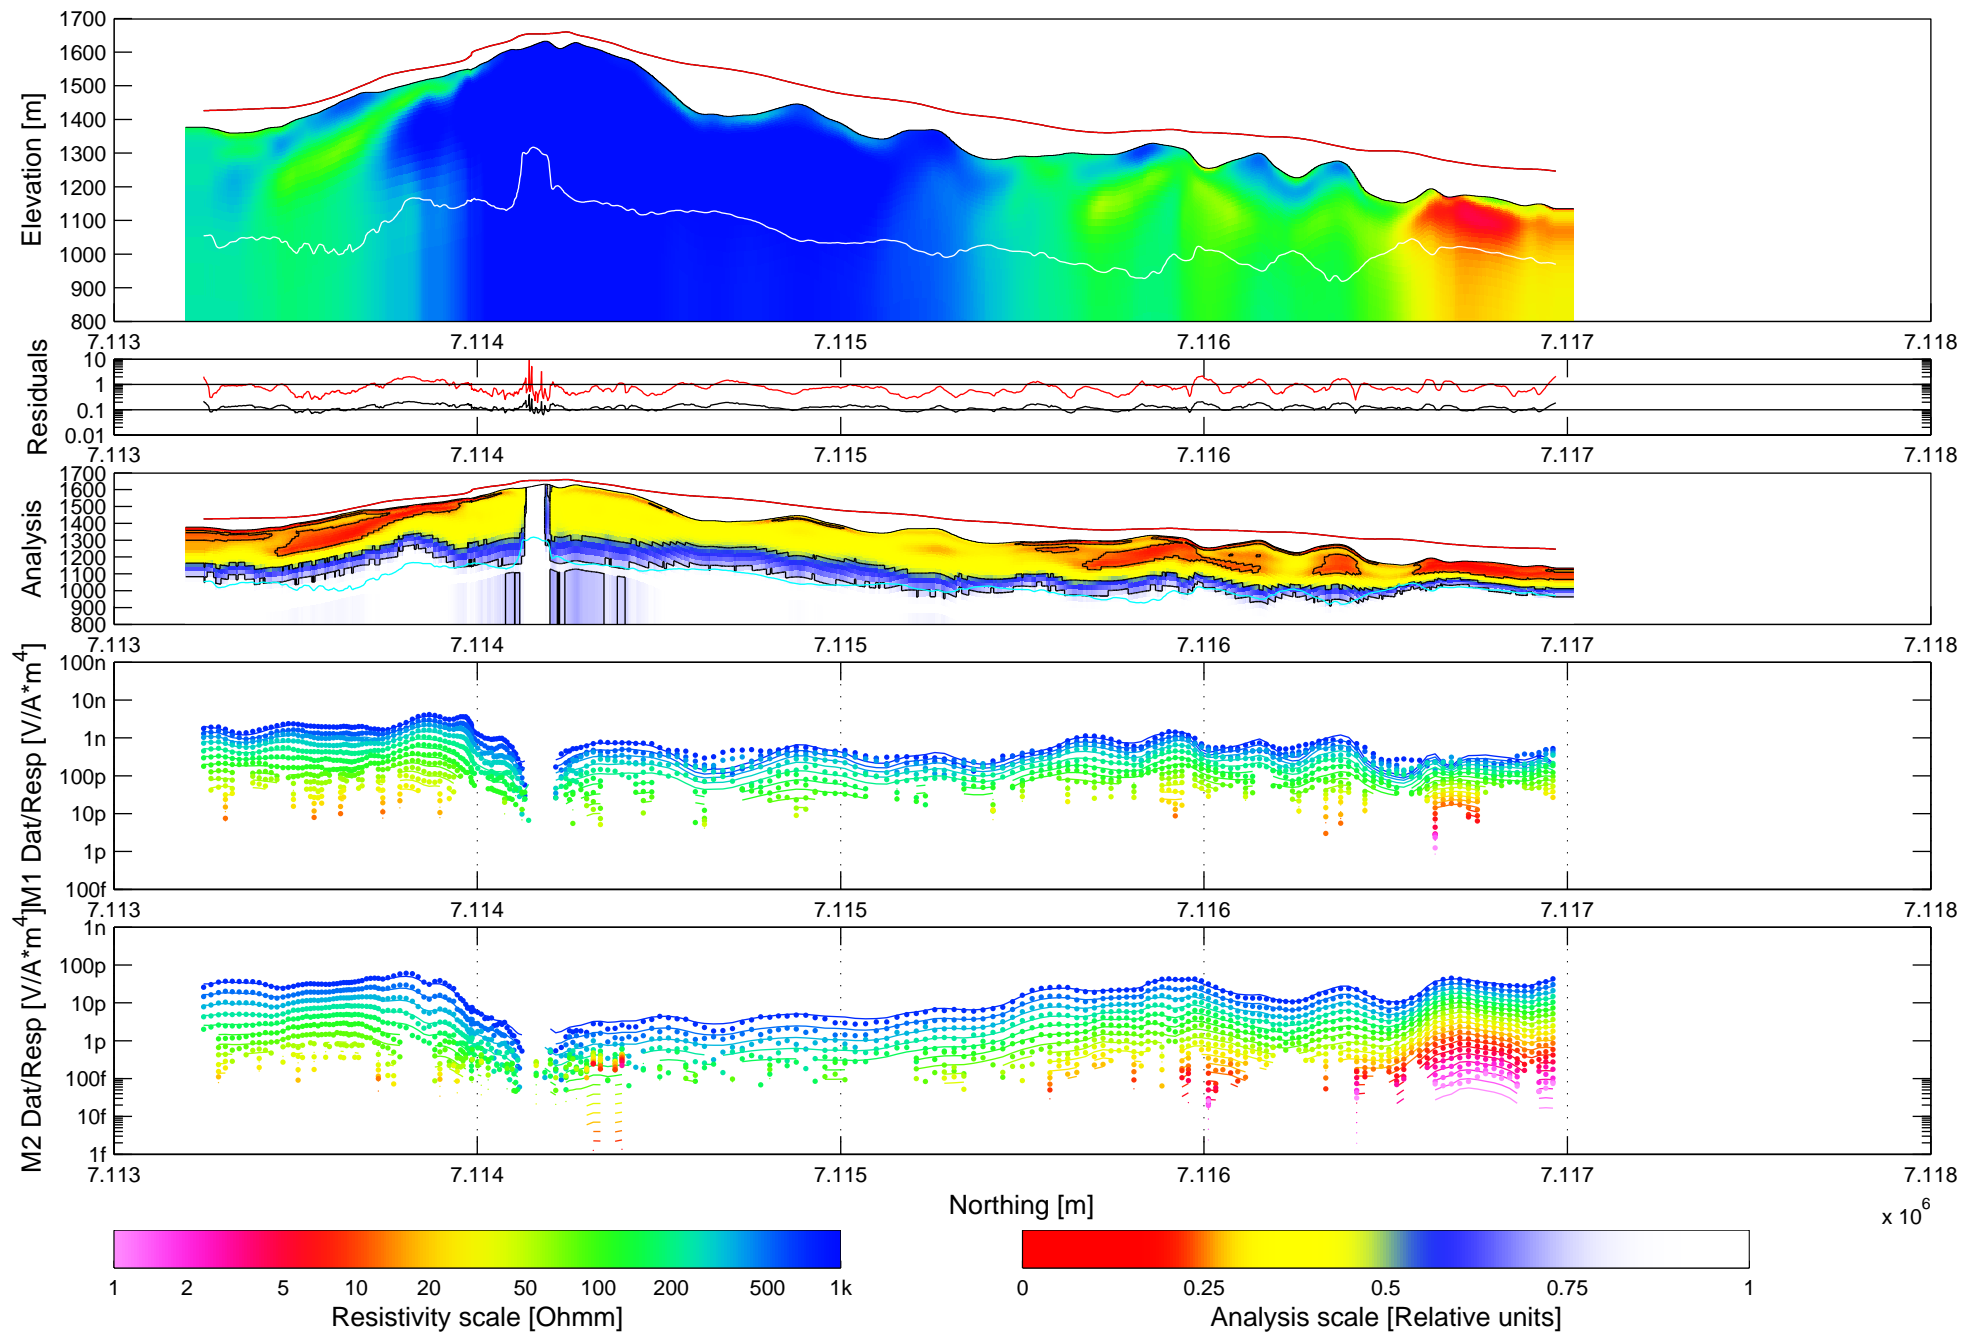 1700
1600
1500
1400
1300
1200
1100
1000
900
800
Elevation [m]
7.113 7.114 7.115 7.116 7.117 7.118
10
1
0.1
0.01
Residuals
7.113 7.114 7.115 7.116 7.117 7.118
1700
1600
1500
1400
1300
1200
1100
1000
900
800
Analysis
7.113 7.114 7.115 7.116 7.117 7.118
100n
10n
1n
100p
10p
1p
100f
M1 Dat/Resp [V/A*m^4]
7.113 7.114 7.115 7.116 7.117 7.118
1n
100p
10p
1p
100f
10f
1f
M2 Dat/Resp [V/A*m^4]
7.113 7.114 7.115 7.116 7.117 7.118
Northing [m]
x 10^6
1 2 5 10 20 50 100 200 500 1k
Resistivity scale [Ohmm]
0 0.25 0.5 0.75 1
Analysis scale [Relative units]